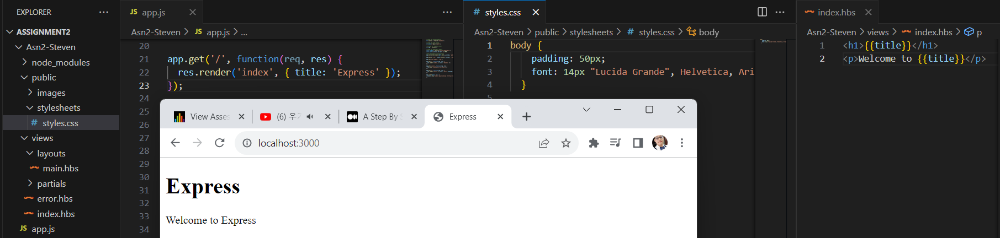 EXPLORER
ASSIGNMENT2
Asn2-Steven
node_modules
public
images
stylesheets
# styles.css
views
layouts
main.hbs
partials
error.hbs
index.hbs
JS app.js
JS app.js
Asn2-Steven > JS app.js > ...
20
21 app.get('/', function(req, res) {
22 res.render('index', { title: 'Express' });
23 });
24
25
26
27
28
29
30
31
32
33
34
# styles.css
Asn2-Steven > public > stylesheets > # styles.css > body
1 body {
2 padding: 50px;
3 font: 14px "Lucida Grande", Helvetica, Ari
4 }
5
index.hbs
Asn2-Steven > views > index.hbs > p
1 <h1>{{title}}</h1>
2 <p>Welcome to {{title}}</p>
View Asses
(6) 우
A Step By S
Express
localhost:3000
Express
Welcome to Express